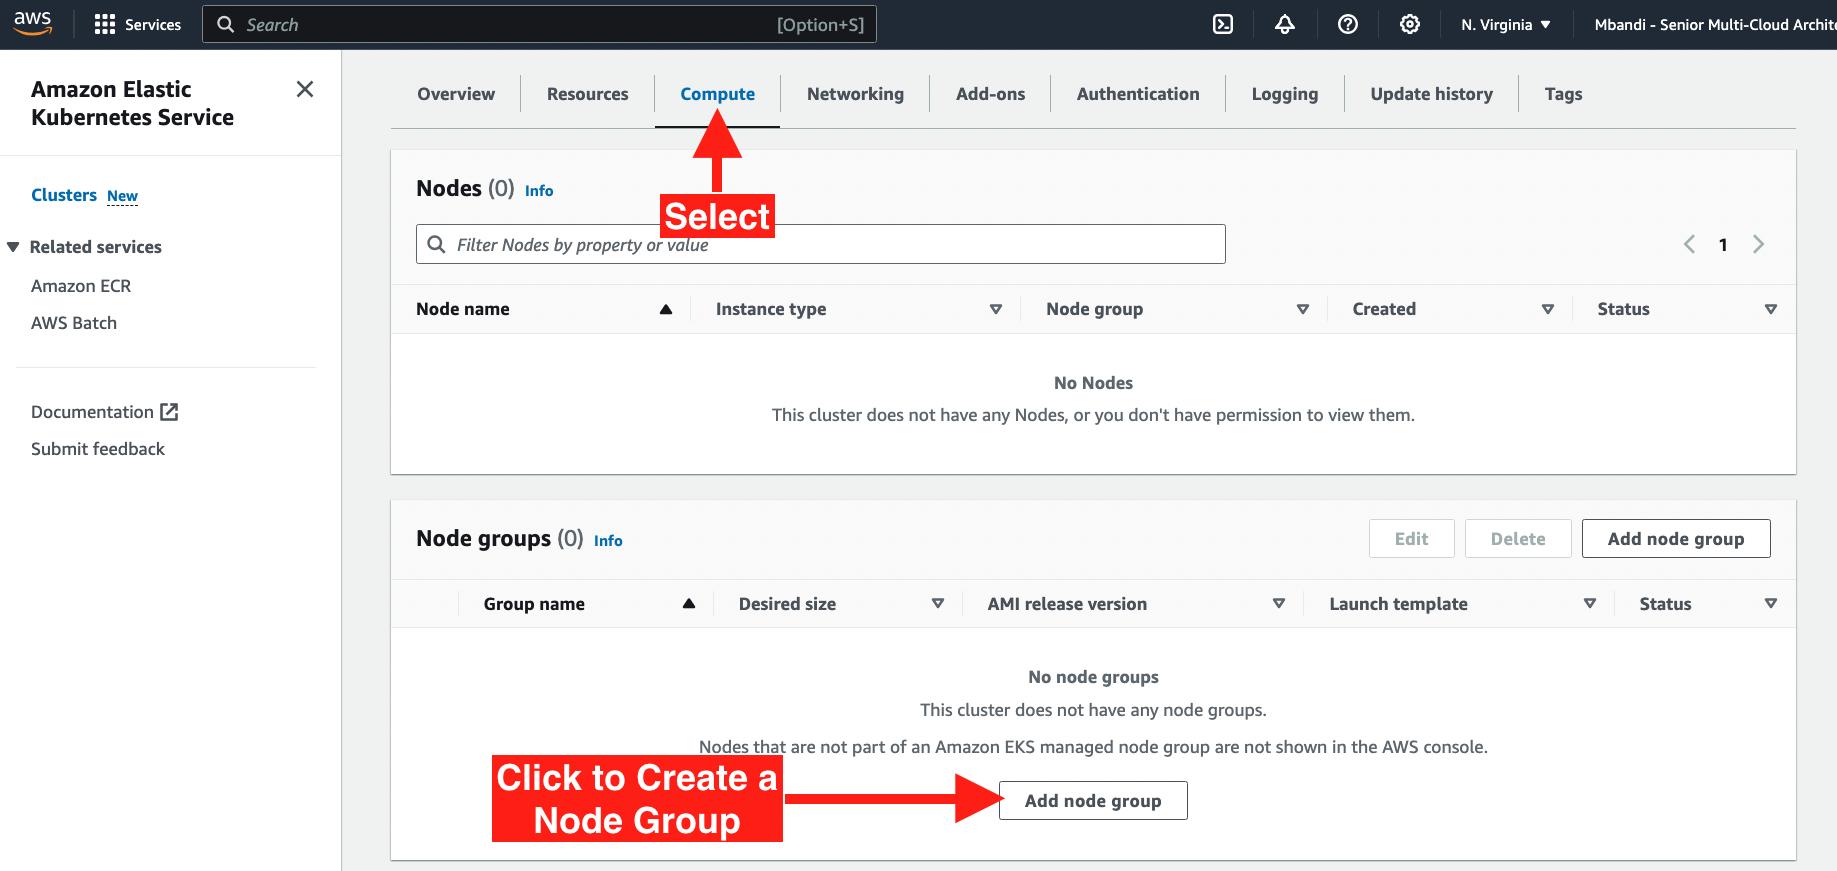 aws
Services
Search
[Option+S]
N. Virginia
Mbandi - Senior Multi-Cloud Archite
Amazon Elastic
Kubernetes Service
Clusters New
Related services
Amazon ECR
AWS Batch
Documentation
Submit feedback
Overview
Resources
Compute
Networking
Add-ons
Authentication
Logging
Update history
Tags
Select
Nodes (0) Info
Filter Nodes by property or value
1
Node name
Instance type
Node group
Created
Status
No Nodes
This cluster does not have any Nodes, or you don't have permission to view them.
Node groups (0) Info
Edit
Delete
Add node group
Group name
Desired size
AMI release version
Launch template
Status
No node groups
This cluster does not have any node groups.
Nodes that are not part of an Amazon EKS managed node group are not shown in the AWS console.
Click to Create a
Node Group
Add node group